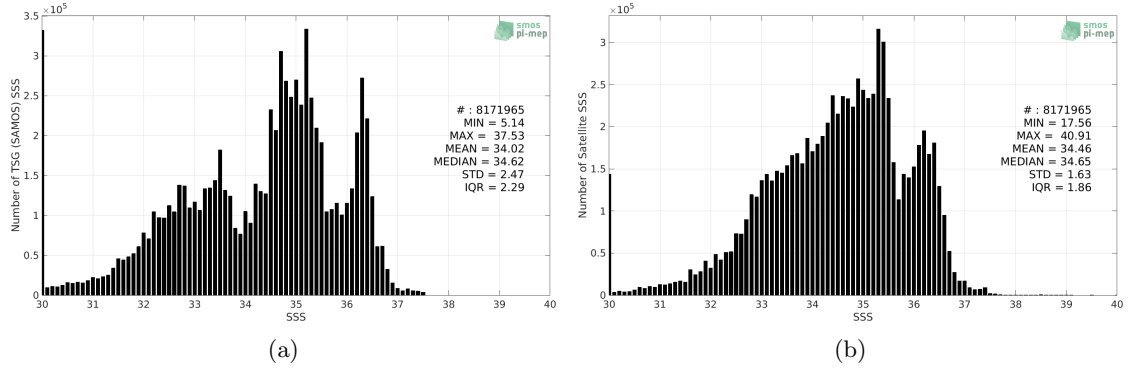 ×10⁵
3.5
3
2.5
2
1.5
1
0.5
0
Number of TSG (SAMOS) SSS
30 31 32 33 34 35 36 37 38 39 40
SSS
smos
pi-mep
# : 8171965
MIN = 5.14
MAX = 37.53
MEAN = 34.02
MEDIAN = 34.62
STD = 2.47
IQR = 2.29
(a)
×10⁵
3
2.5
2
1.5
1
0.5
0
Number of Satellite SSS
30 31 32 33 34 35 36 37 38 39 40
SSS
smos
pi-mep
# : 8171965
MIN = 17.56
MAX = 40.91
MEAN = 34.46
MEDIAN = 34.65
STD = 1.63
IQR = 1.86
(b)